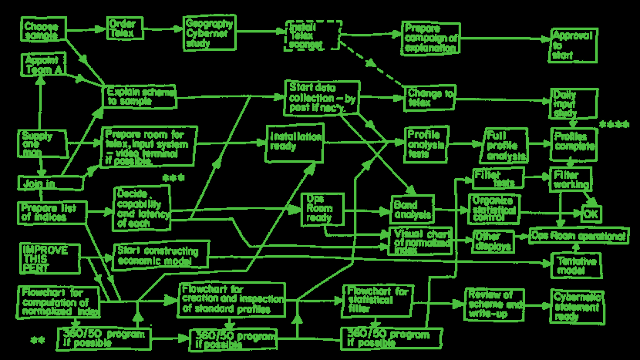 Choose
sample
Order
Telex
Geography
Cybernet
study
Install
Telex
soonest
Prepare
campaign of
explanation
Approval
to
start
Appoint
Team A
Explain scheme
to sample
Start data
collection – by
post if nec'y.
Change to
telex
Daily
input
study
****
Supply
one
man
Prepare room for
telex, input system
– video terminal
if possible.
Installation
ready
Profile
analysis
tests
Full
profile
analysis
Profiles
complete
Join in
***
Filter
tests
Filter
working
Prepare list
of indices
Decide
capability
and latency
of each
Ops
Room
ready
Bond
analysis
Organize
statistical
control
OK
IMPROVE
THIS
PERT
Start constructing
economic model
Visual chart
of normalized
index
Other
displays
Ops Room operational
Tentative
model
Flowchart for
computation of
normalized index
Flowchart for
creation and inspection
of standard profiles
Flowchart for
statistical
filter
Review of
scheme and
write-up
Cybernetic
statement
ready
**
360/50 program
if possible
360/50 program
if possible
360/50 program
if possible